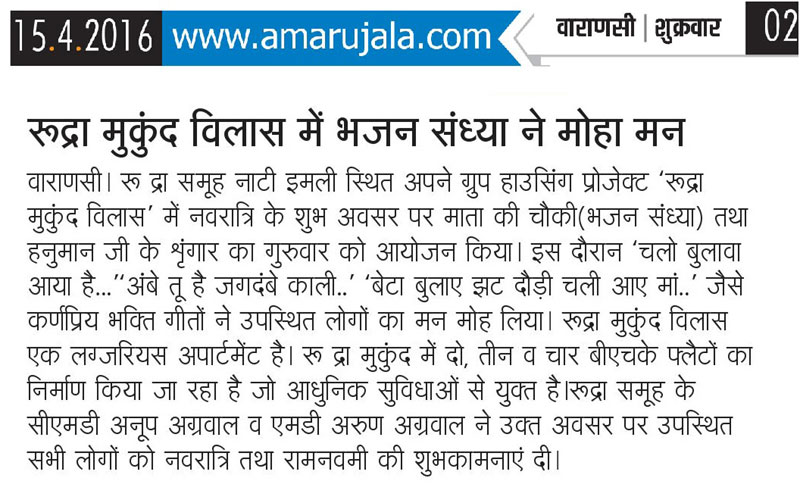 15.4.2016 www.amarujala.com वाराणसी | शुक्रवार 02
रूद्रा मुकुंद विलास में भजन संध्या ने मोहा मन
वाराणसी। रू द्रा समूह नाटी इमली स्थित अपने ग्रुप हाउसिंग प्रोजेक्ट ‘रूद्रा
मुकुंद विलास’ में नवरात्रि के शुभ अवसर पर माता की चौकी(भजन संध्या) तथा
हनुमान जी के शृंगार का गुरुवार को आयोजन किया। इस दौरान ‘चलो बुलावा
आया है...’‘अंबे तू है जगदंबे काली..’ ‘बेटा बुलाए झट दौड़ी चली आए मां..’ जैसे
कर्णप्रिय भक्ति गीतों ने उपस्थित लोगों का मन मोह लिया। रूद्रा मुकुंद विलास
एक लग्जरियस अपार्टमेंट है। रू द्रा मुकुंद में दो, तीन व चार बीएचके फ्लैटों का
निर्माण किया जा रहा है जो आधुनिक सुविधाओं से युक्त है।रूद्रा समूह के
सीएमडी अनूप अग्रवाल व एमडी अरुण अग्रवाल ने उक्त अवसर पर उपस्थित
सभी लोगों को नवरात्रि तथा रामनवमी की शुभकामनाएं दी।